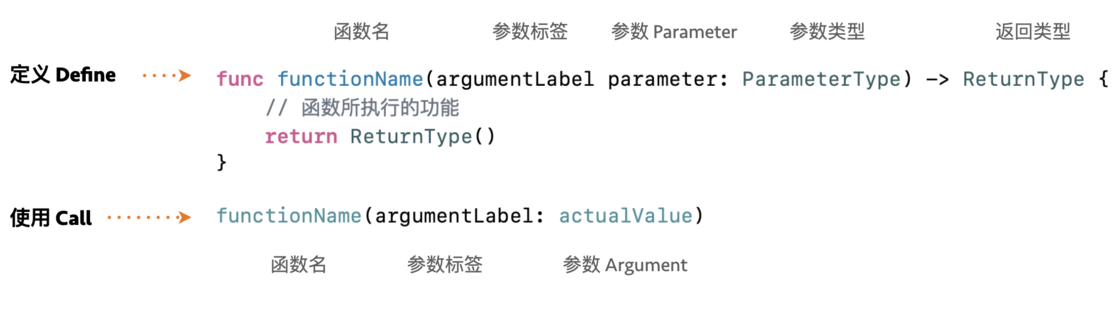 函数名 参数标签 参数 Parameter 参数类型 返回类型
定义 Define func functionName(argumentLabel parameter: ParameterType) -> ReturnType {
// 函数所执行的功能
return ReturnType()
}
使用 Call functionName(argumentLabel: actualValue)
函数名 参数标签 参数 Argument